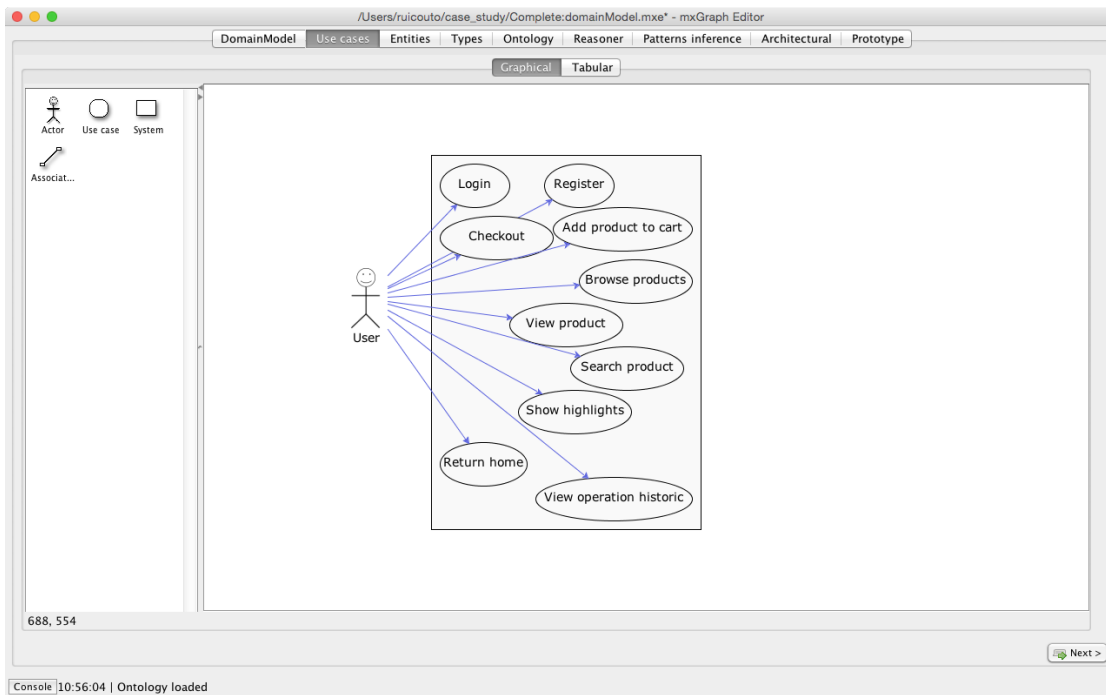 /Users/ruicouto/case_study/Complete:domainModel.mxe* - mxGraph Editor
DomainModel Use cases Entities Types Ontology Reasoner Patterns inference Architectural Prototype
Graphical Tabular
Actor Use case System
Associat...
Login Register
Checkout Add product to cart
Browse products
View product
User
Search product
Show highlights
Return home
View operation historic
688, 554
Next >
Console 10:56:04 | Ontology loaded